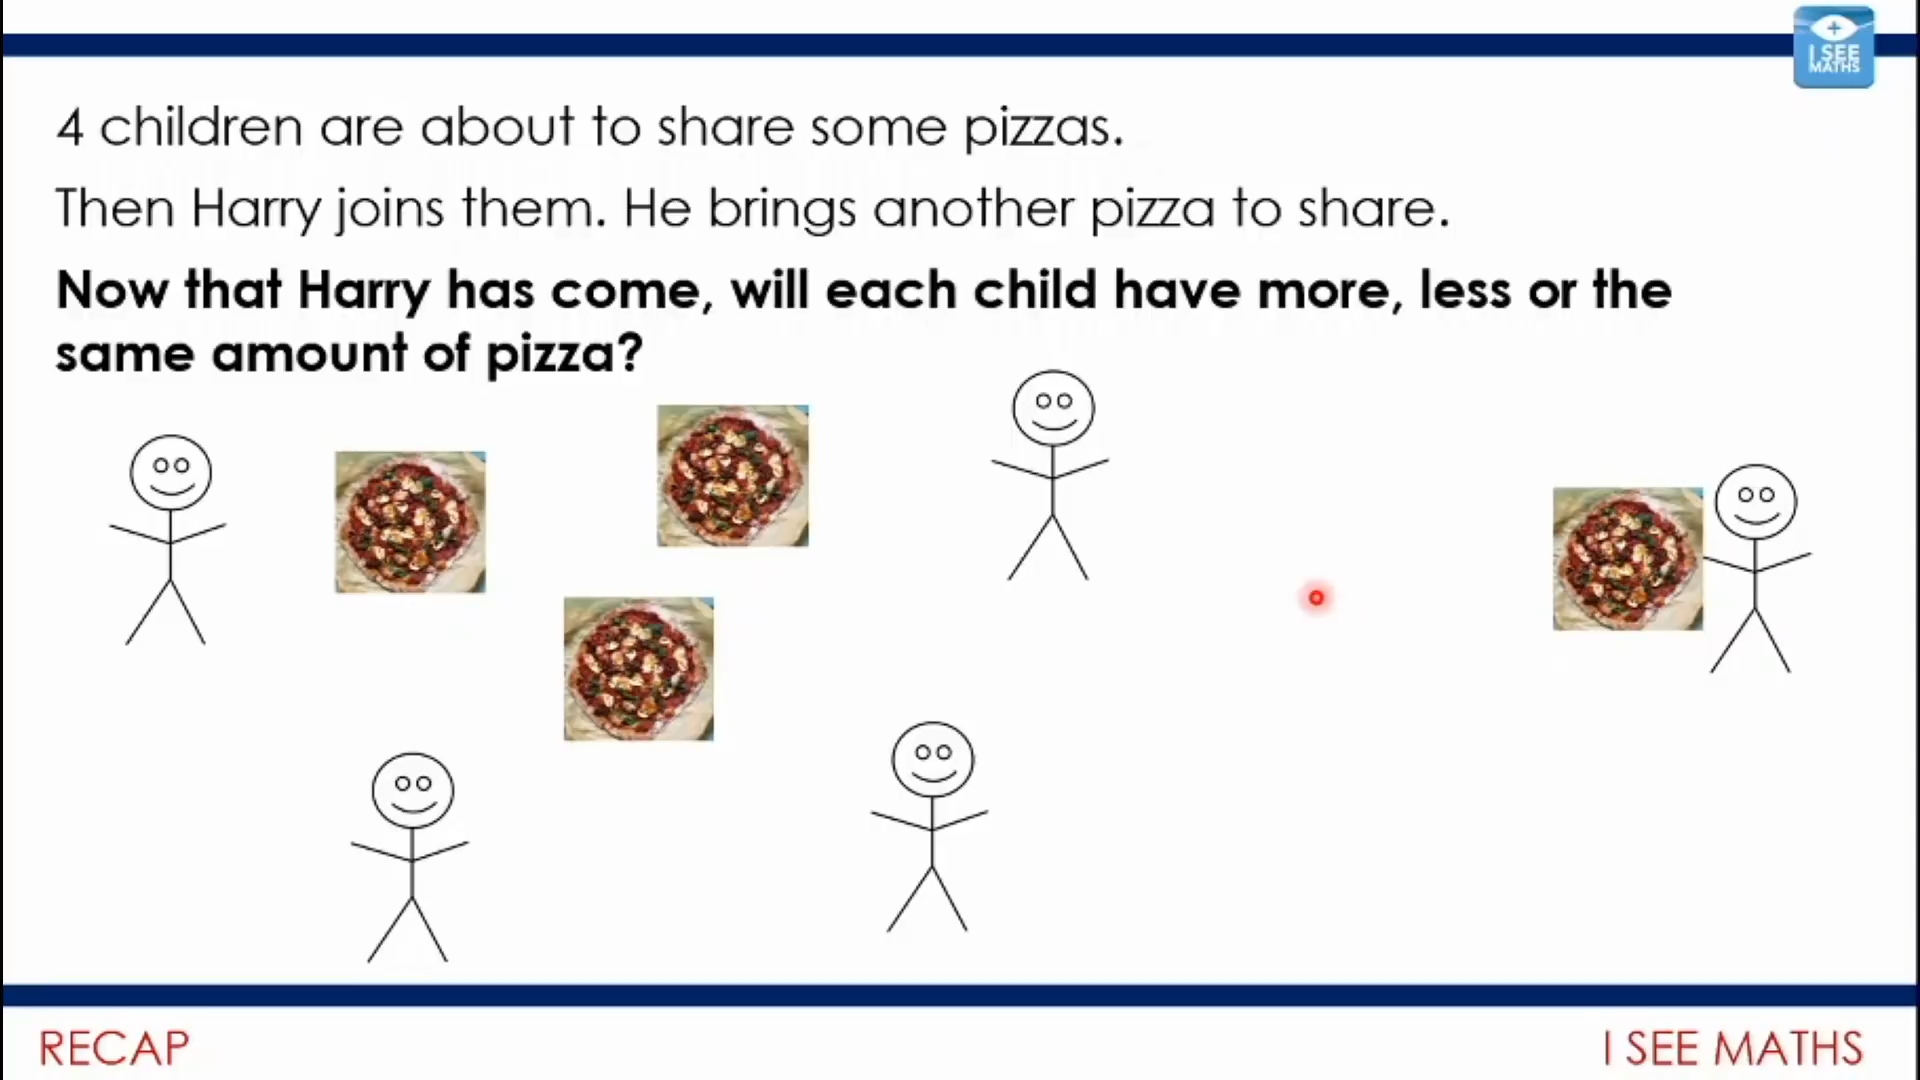 I SEE
MATHS
4 children are about to share some pizzas.
Then Harry joins them. He brings another pizza to share.
Now that Harry has come, will each child have more, less or the
same amount of pizza?
RECAP
I SEE MATHS